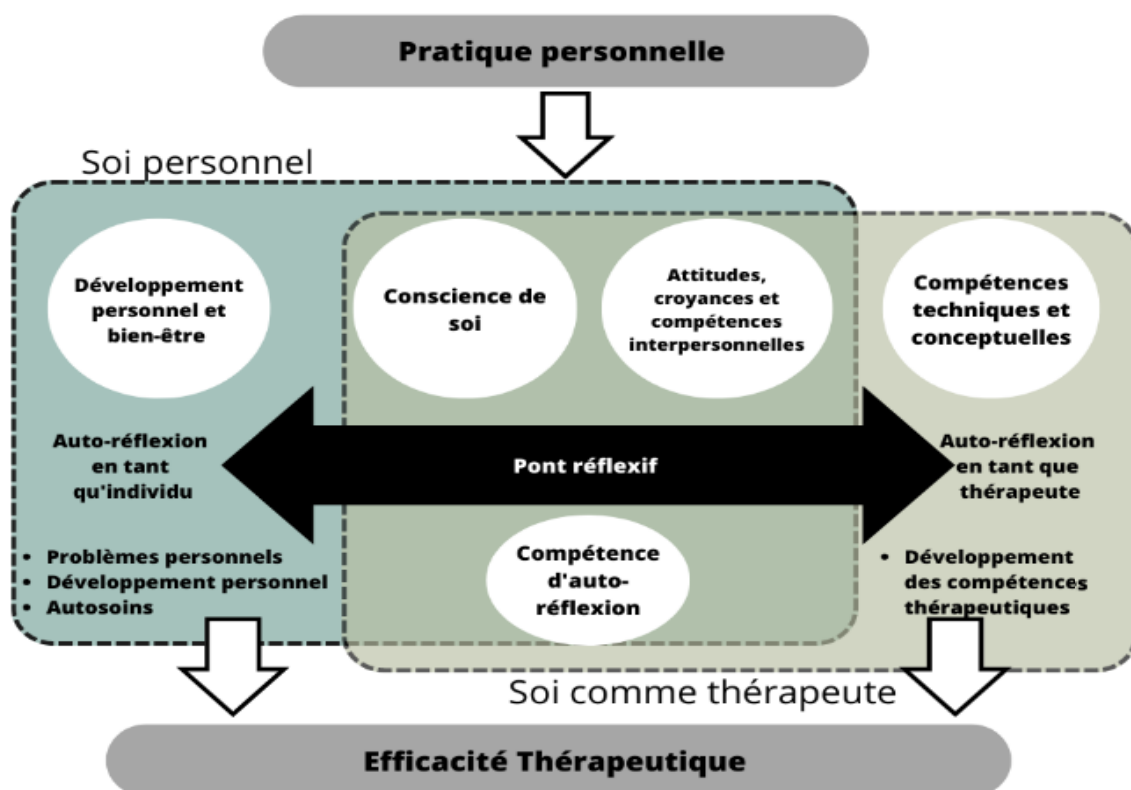 Pratique personnelle
Soi personnel
Développement
personnel et
bien-être
Conscience de
soi
Attitudes,
croyances et
compétences
interpersonnelles
Compétences
techniques et
conceptuelles
Auto-réflexion
en tant
qu'individu
Pont réflexif
Auto-réflexion
en tant que
thérapeute
• Problèmes personnels
• Développement personnel
• Autosoins
Compétence
d'auto-
réflexion
• Développement
des compétences
thérapeutiques
Soi comme thérapeute
Efficacité Thérapeutique